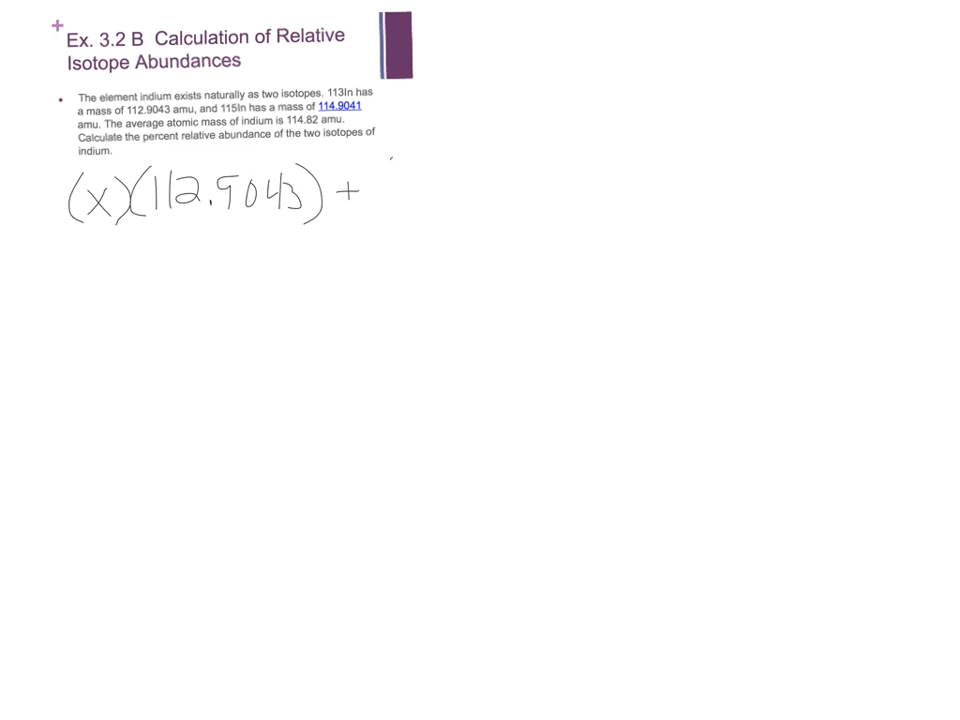 +
Ex. 3.2 B Calculation of Relative
Isotope Abundances
• The element indium exists naturally as two isotopes. 113In has
a mass of 112.9043 amu, and 115In has a mass of 114.9041
amu. The average atomic mass of indium is 114.82 amu.
Calculate the percent relative abundance of the two isotopes of
indium.
(x)(112.9043) +